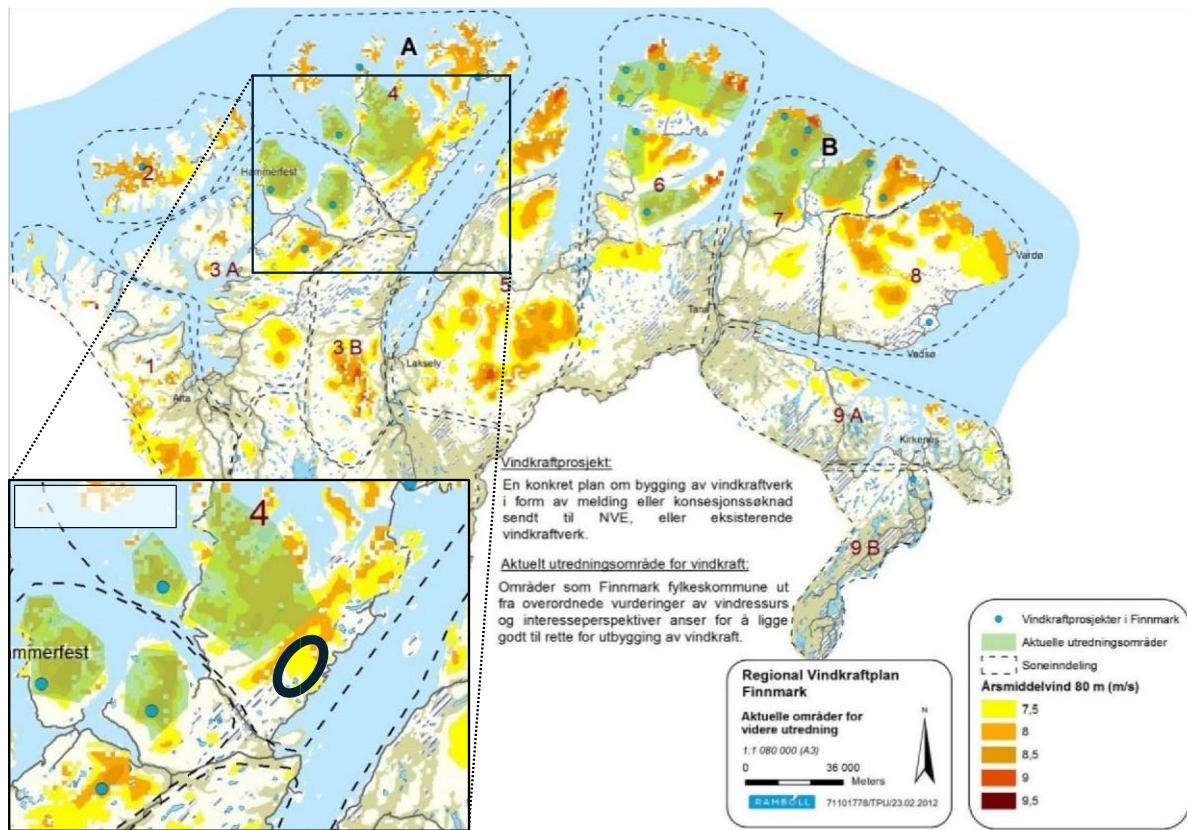 A
4
2
Hammerfest
B
6
7
Vardø
3 A
8
5
Tana
Vadsø
3 B
1
Lakselv
Alta
9 A
Kirkenes
9 B
4
ammerfest
Vindkraftprosjekt:
En konkret plan om bygging av vindkraftverk
i form av melding eller konsesjonssøknad
sendt til NVE, eller eksisterende
vindkraftverk.
Aktuelt utredningsområde for vindkraft:
Områder som Finnmark fylkeskommune ut
fra overordnede vurderinger av vindressurs
og interesseperspektiver anser for å ligge
godt til rette for utbygging av vindkraft.
Regional Vindkraftplan
Finnmark
Aktuelle områder for
videre utredning
1:1 080 000 (A3)
0 36 000
Meters
N
RAMBOLL 71101778/TPU/23.02.2012
Vindkraftprosjekter i Finnmark
Aktuelle utredningsområder
Soneinndeling
Årsmiddelvind 80 m (m/s)
7,5
8
8,5
9
9,5